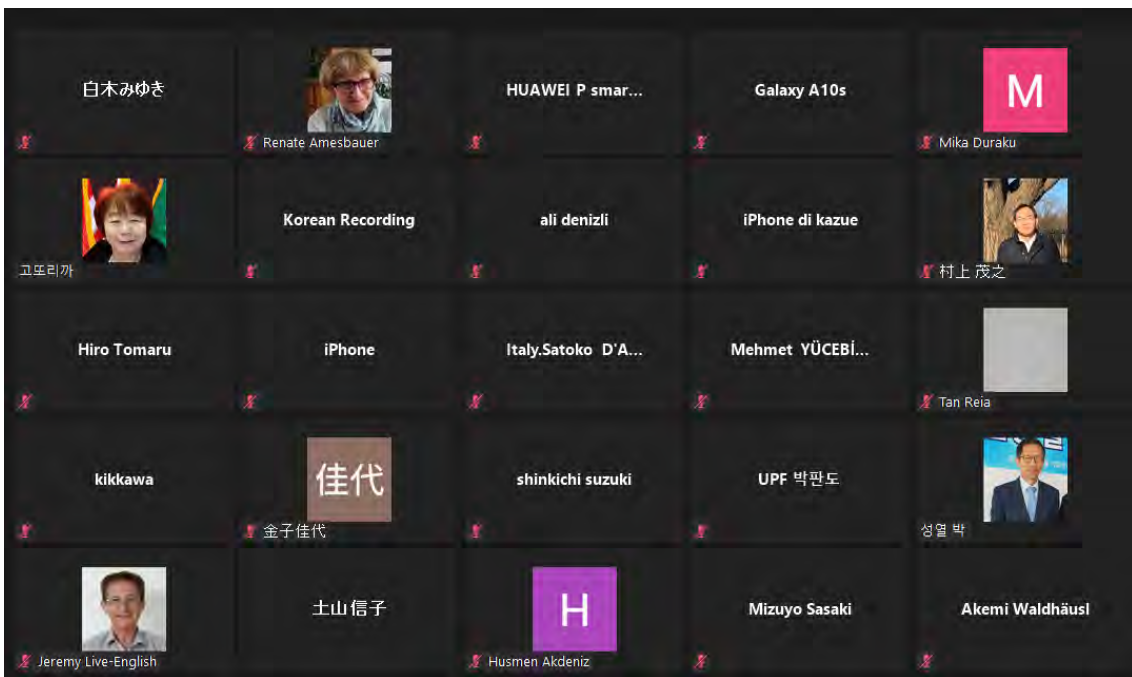 白木みゆき
Renate Amesbauer
HUAWEI P smar...
Galaxy A10s
M
Mika Duraku
고또리까
Korean Recording
ali denizli
iPhone di kazue
村上 茂之
Hiro Tomaru
iPhone
Italy.Satoko D'A...
Mehmet YÜCEBİ...
Tan Reia
kikkawa
佳代
金子佳代
shinkichi suzuki
UPF 박판도
성열 박
Jeremy Live-English
土山信子
H
Husmen Akdeniz
Mizuyo Sasaki
Akemi Waldhäusl